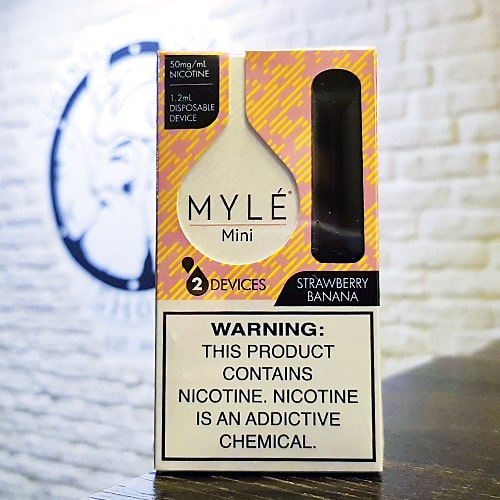 50mg/mL
NICOTINE
1.2mL
DISPOSABLE
DEVICE
MYLÉ®
Mini
2 DEVICES
STRAWBERRY
BANANA
WARNING:
THIS PRODUCT
CONTAINS
NICOTINE. NICOTINE
IS AN ADDICTIVE
CHEMICAL.